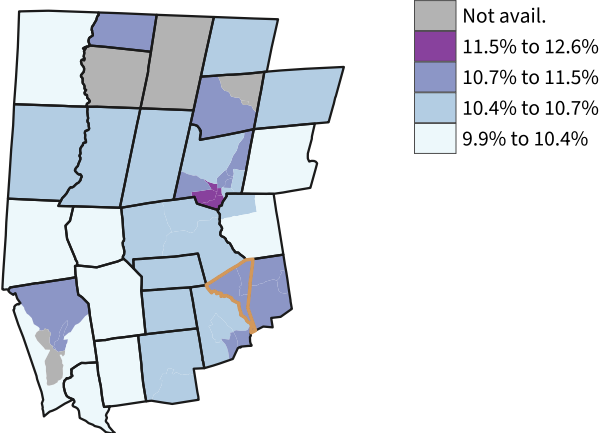 Not avail.
11.5% to 12.6%
10.7% to 11.5%
10.4% to 10.7%
9.9% to 10.4%